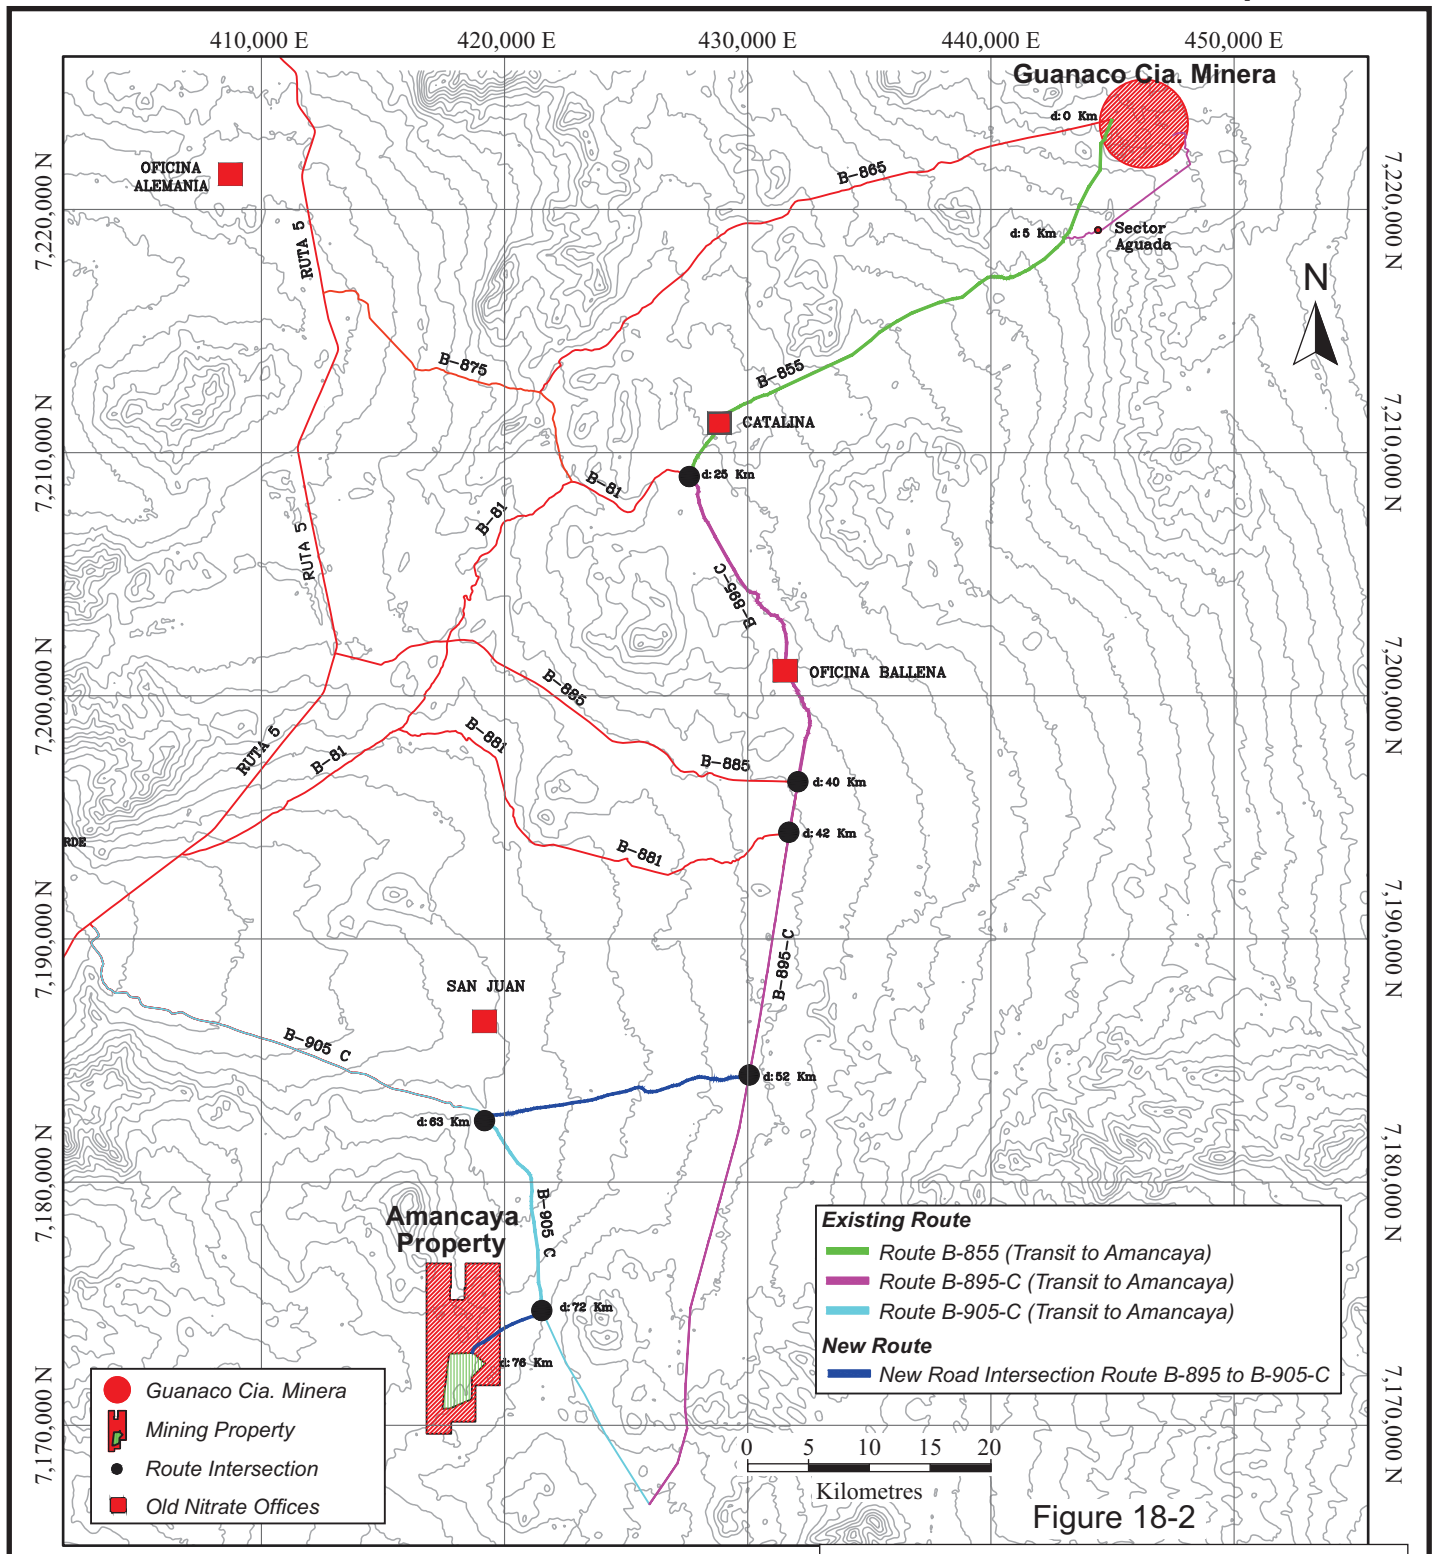 410,000 E
420,000 E
430,000 E
440,000 E
450,000 E
Guanaco Cia. Minera
d:0 Km
7,220,000 N
7,220,000 N
OFICINA
ALEMANIA
B-865
RUTA 5
d:5 Km
Sector
Aguada
N
B-875
B-855
CATALINA
7,210,000 N
7,210,000 N
d:25 Km
B-81
B-81
RUTA 5
B-895-C
OFICINA BALLENA
7,200,000 N
7,200,000 N
B-885
B-881
RUTA 5
B-81
B-885
d:40 Km
d:42 Km
RDE
B-881
7,190,000 N
7,190,000 N
B-895-C
SAN JUAN
B-905 C
d:52 Km
d:63 Km
7,180,000 N
7,180,000 N
B-905 C
Amancaya
Property
d:72 Km
d:76 Km
Existing Route
Route B-855 (Transit to Amancaya)
Route B-895-C (Transit to Amancaya)
Route B-905-C (Transit to Amancaya)
New Route
New Road Intersection Route B-895 to B-905-C
7,170,000 N
7,170,000 N
Guanaco Cia. Minera
Mining Property
Route Intersection
Old Nitrate Offices
0 5 10 15 20
Kilometres
Figure 18-2